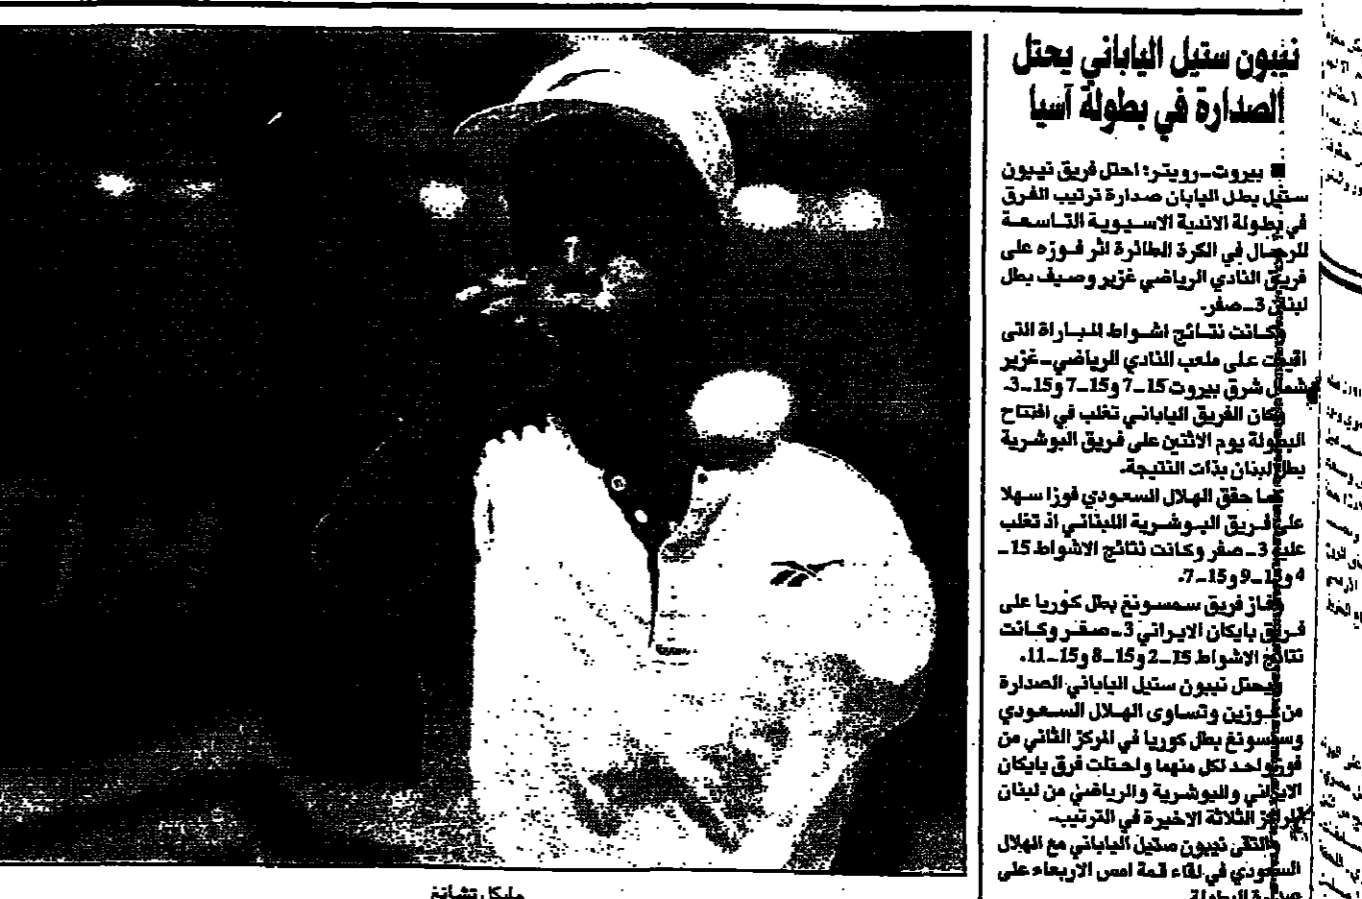 نيبون ستيل الياباني يحتل
الصدارة في بطولة آسيا
■ بيروت ـ رويتر: احتل فريق نيبون
ستيل بطل اليابان صدارة ترتيب الفرق
في بطولة الاندية الاسيوية التاسعة
للرجال في الكرة الطائرة اثر فوزه على
فريق النادي الرياضي غزير وصيف بطل
لبنان 3 ـ صفر.
وكانت نتائج اشواط المباراة التي
اقيمت على ملعب النادي الرياضي ـ غزير
شمال شرق بيروت 15 ـ 7 و15 ـ 7 و15 ـ 3.
وكان الفريق الياباني تغلب في افتتاح
البطولة يوم الاثنين على فريق البوشرية
بطل لبنان بذات النتيجة.
كما حقق الهلال السعودي فوزا سهلا
على فريق البوشرية اللبناني اذ تغلب
عليه 3 ـ صفر وكانت نتائج الاشواط 15 ـ
4 و15 ـ 9 و15 ـ 7.
وفاز فريق سمسونغ بطل كوريا على
فريق بايكان الايراني 3 ـ صفر وكانت
نتائج الاشواط 15 ـ 2 و15 ـ 8 و15 ـ 11.
ويحتل نيبون ستيل الياباني الصدارة
من فوزين وتساوى الهلال السعودي
وسمسونغ بطل كوريا في المركز الثاني من
فوز واحد لكل منهما واحتلت فرق بايكان
الايراني والبوشرية والرياضي من لبنان
المراكز الثلاثة الاخيرة في الترتيب.
والتقى نيبون ستيل الياباني مع الهلال
السعودي في لقاء قمة امس الاربعاء على
صدارة البطولة
مايكل تشانغ